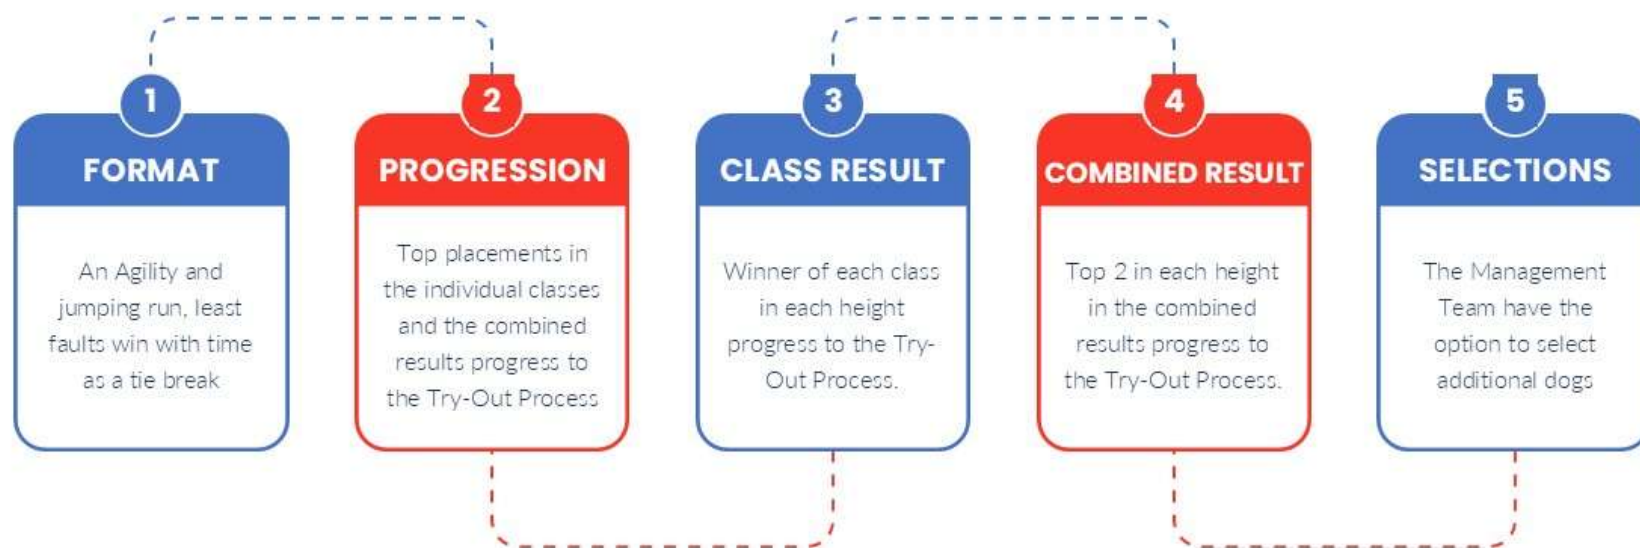 1
FORMAT
An Agility and
jumping run, least
faults win with time
as a tie break
2
PROGRESSION
Top placements in
the individual classes
and the combined
results progress to
the Try-Out Process
3
CLASS RESULT
Winner of each class
in each height
progress to the Try-
Out Process.
4
COMBINED RESULT
Top 2 in each height
in the combined
results progress to
the Try-Out Process.
5
SELECTIONS
The Management
Team have the
option to select
additional dogs